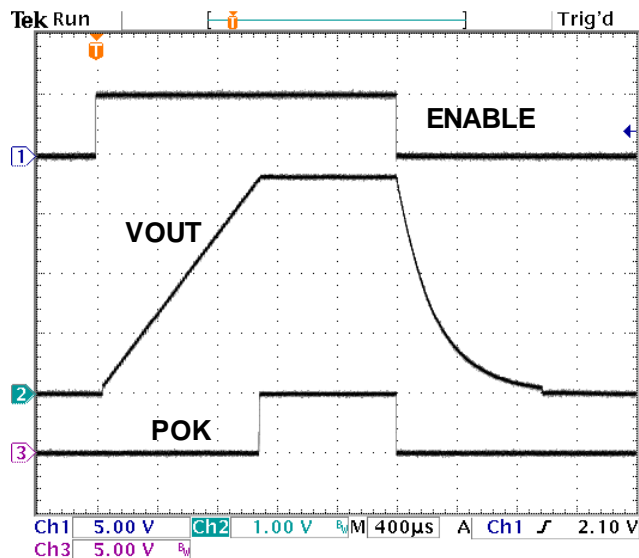 Tek Run Trig'd
T
T
ENABLE
1
VOUT
2
POK
3
Ch1 5.00 V Ch2 1.00 V BW M 400µs A Ch1 2.10 V
Ch3 5.00 V BW